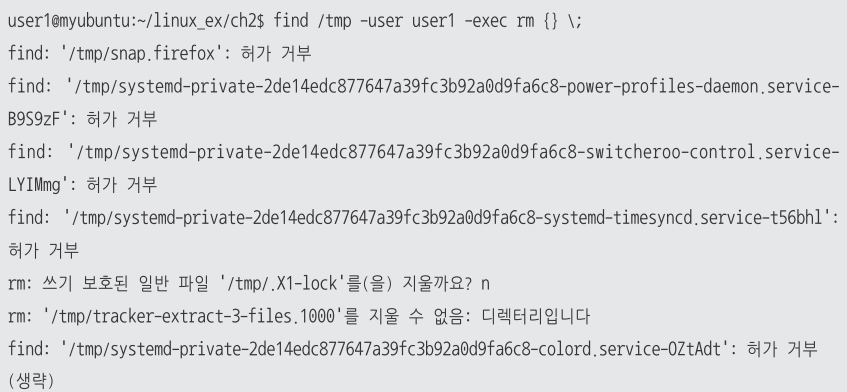 user1@myubuntu:~/linux_ex/ch2$ find /tmp -user user1 -exec rm {} \;
find: '/tmp/snap.firefox': 허가 거부
find: '/tmp/systemd-private-2de14edc877647a39fc3b92a0d9fa6c8-power-profiles-daemon.service-
B9S9zF': 허가 거부
find: '/tmp/systemd-private-2de14edc877647a39fc3b92a0d9fa6c8-switcheroo-control.service-
LYIMmg': 허가 거부
find: '/tmp/systemd-private-2de14edc877647a39fc3b92a0d9fa6c8-systemd-timesyncd.service-t56bhl':
허가 거부
rm: 쓰기 보호된 일반 파일 '/tmp/.X1-lock'를(을) 지울까요? n
rm: '/tmp/tracker-extract-3-files.1000'를 지울 수 없음: 디렉터리입니다
find: '/tmp/systemd-private-2de14edc877647a39fc3b92a0d9fa6c8-colord.service-OZtAdt': 허가 거부
(생략)